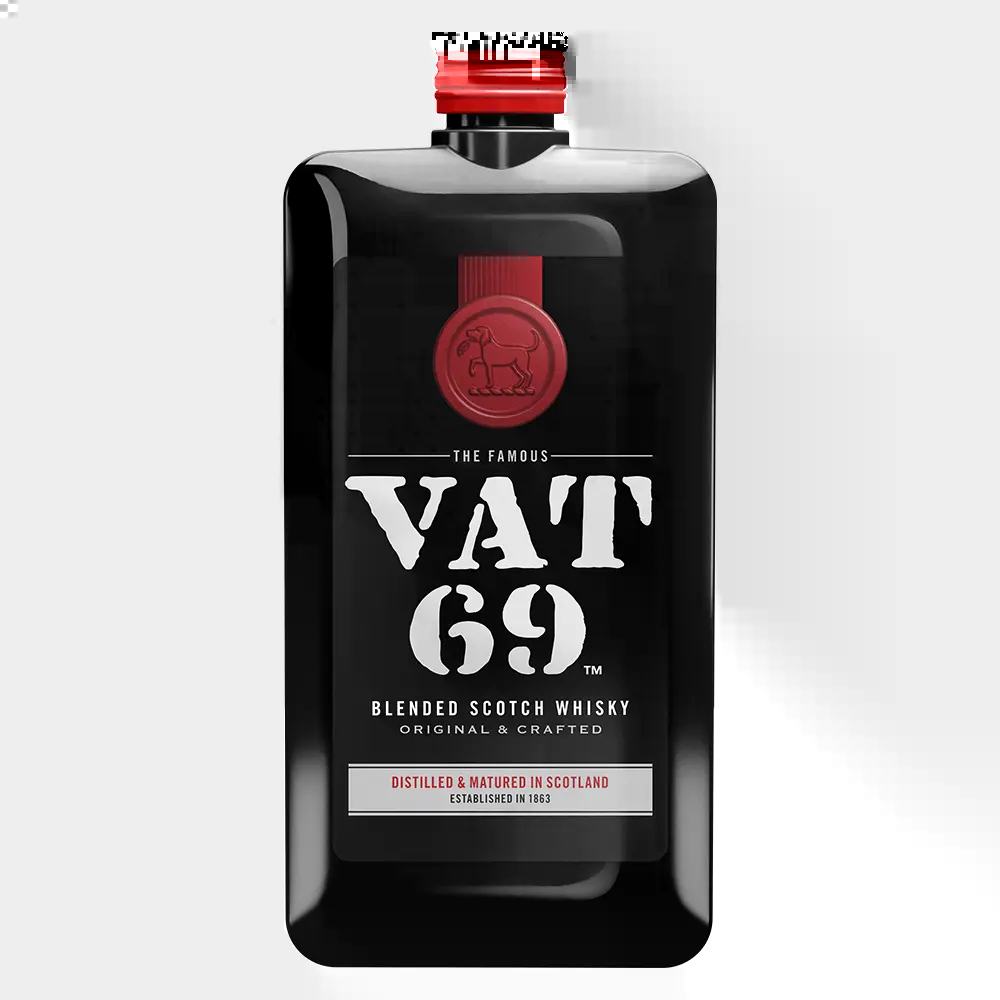 THE FAMOUS
VAT
69™
BLENDED SCOTCH WHISKY
ORIGINAL & CRAFTED
DISTILLED & MATURED IN SCOTLAND
ESTABLISHED IN 1863